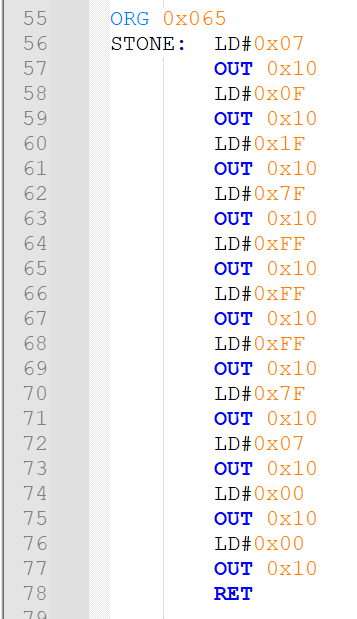 55 ORG 0x065
56 STONE: LD#0x07
57 OUT 0x10
58 LD#0x0F
59 OUT 0x10
60 LD#0x1F
61 OUT 0x10
62 LD#0x7F
63 OUT 0x10
64 LD#0xFF
65 OUT 0x10
66 LD#0xFF
67 OUT 0x10
68 LD#0xFF
69 OUT 0x10
70 LD#0x7F
71 OUT 0x10
72 LD#0x07
73 OUT 0x10
74 LD#0x00
75 OUT 0x10
76 LD#0x00
77 OUT 0x10
78 RET
79